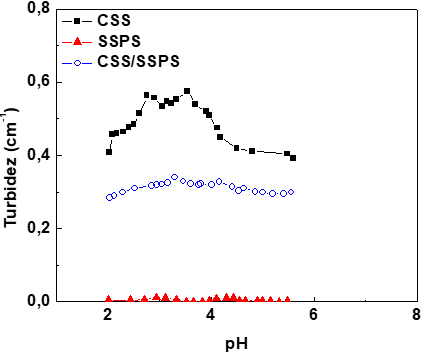 0,8
CSS
SSPS
CSS/SSPS
0,6
0,4
0,2
0,0
Turbidez (cm⁻¹)
2 4 6 8
pH